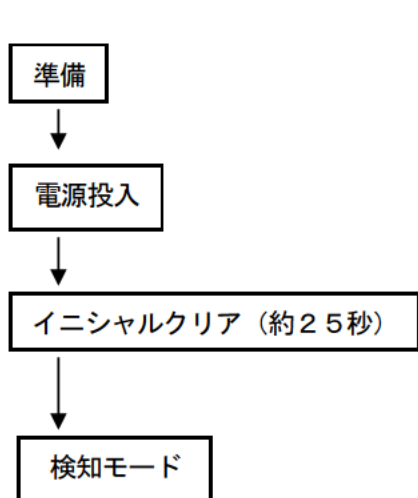 準備
電源投入
イニシャルクリア（約２５秒）
検知モード